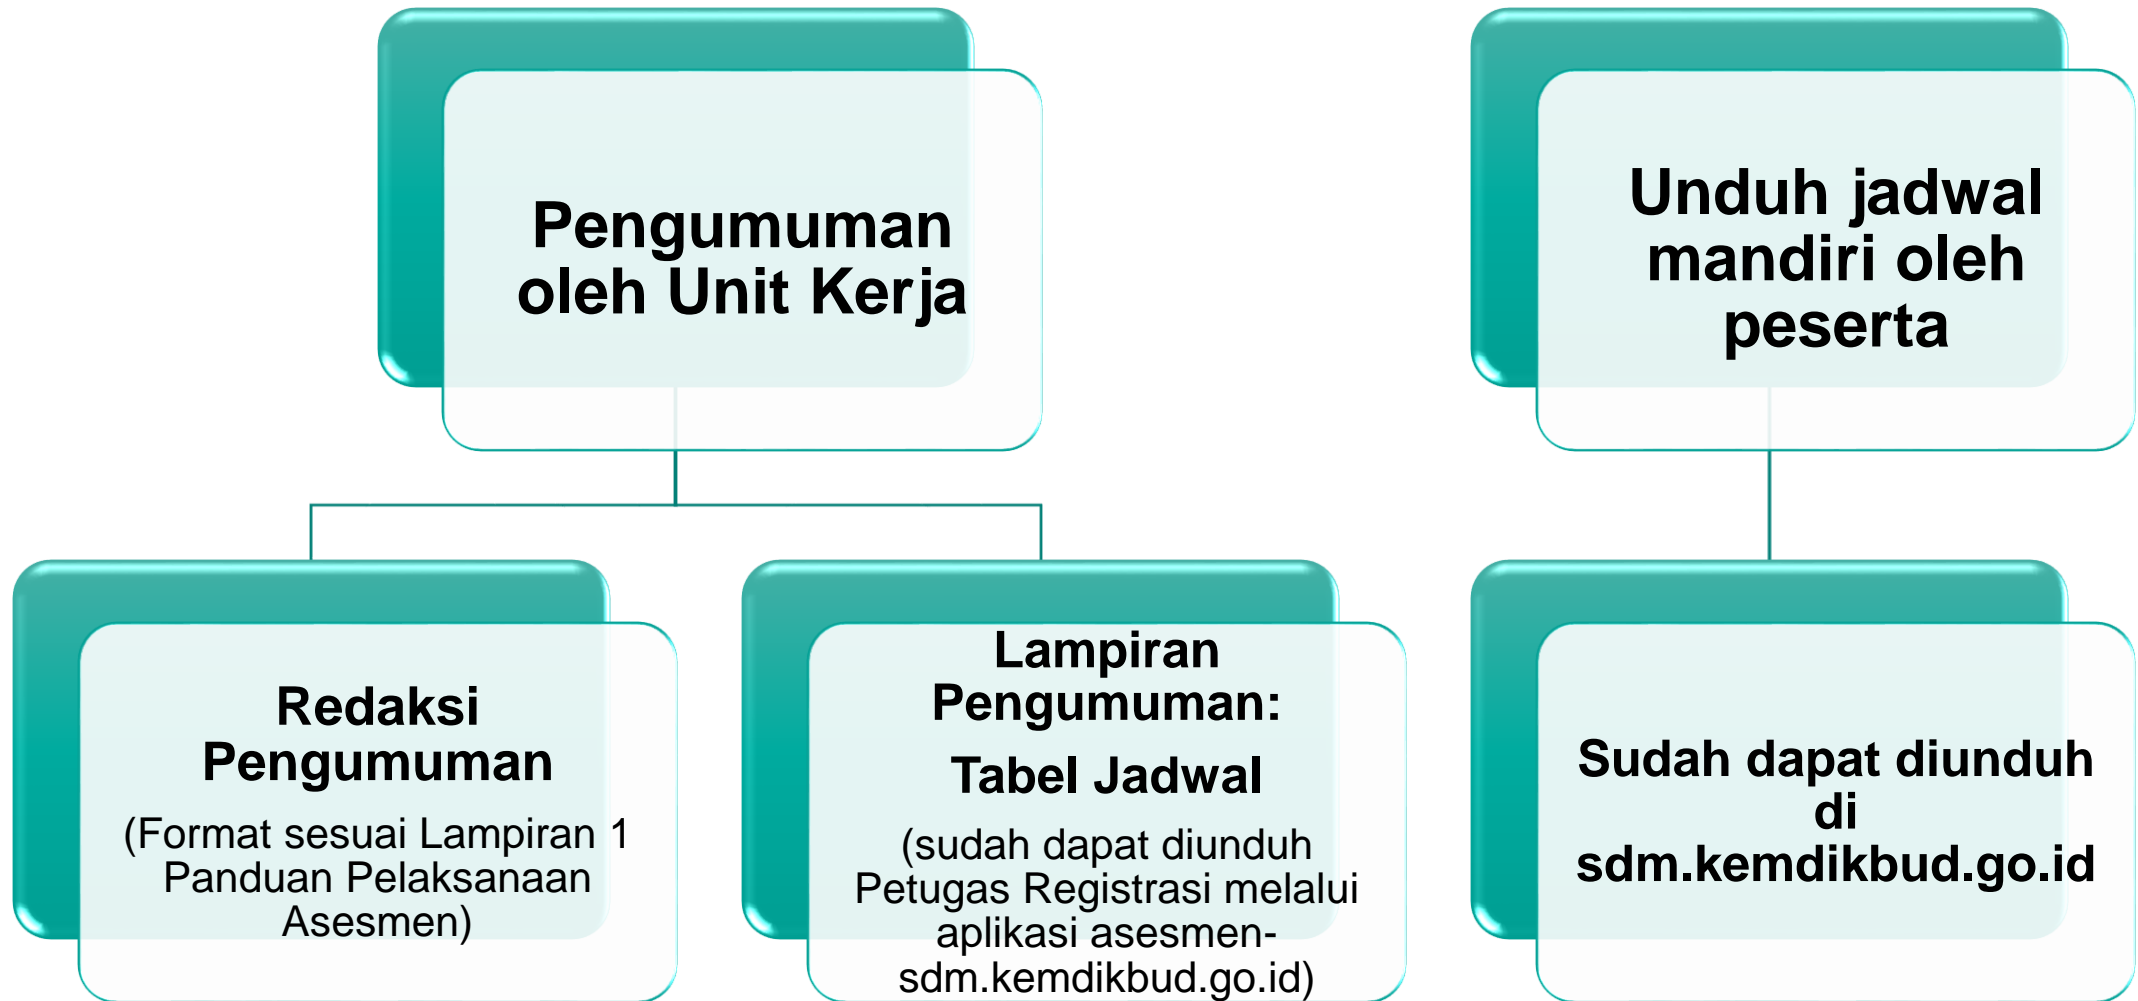 Pengumuman
oleh Unit Kerja
Unduh jadwal
mandiri oleh
peserta
Redaksi
Pengumuman
(Format sesuai Lampiran 1
Panduan Pelaksanaan
Asesmen)
Lampiran
Pengumuman:
Tabel Jadwal
(sudah dapat diunduh
Petugas Registrasi melalui
aplikasi asesmen-
sdm.kemdikbud.go.id)
Sudah dapat diunduh
di
sdm.kemdikbud.go.id